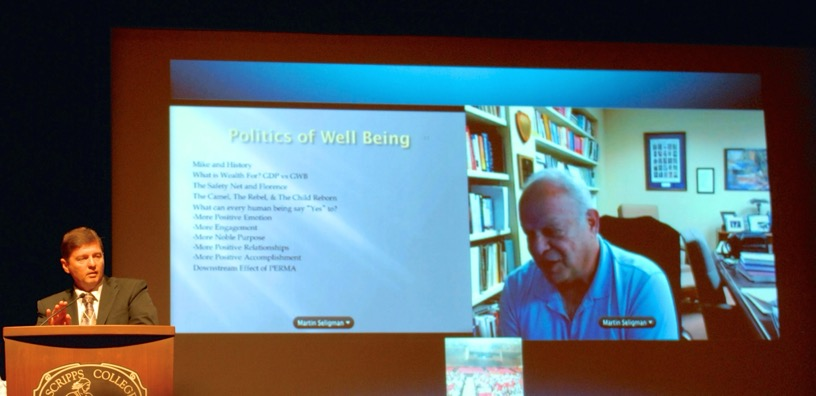 Politics of Well Being
Mike and History
What is Wealth For? GDP vs GWB
The Safety Net and Florence
The Camel, The Rebel, & The Child Reborn
What can every human being say "Yes" to?
-More Positive Emotion
-More Engagement
-More Noble Purpose
-More Positive Relationships
-More Positive Accomplishment
Downstream Effect of PERMA
Martin Seligman
Martin Seligman
SCRIPPS COLLEGE